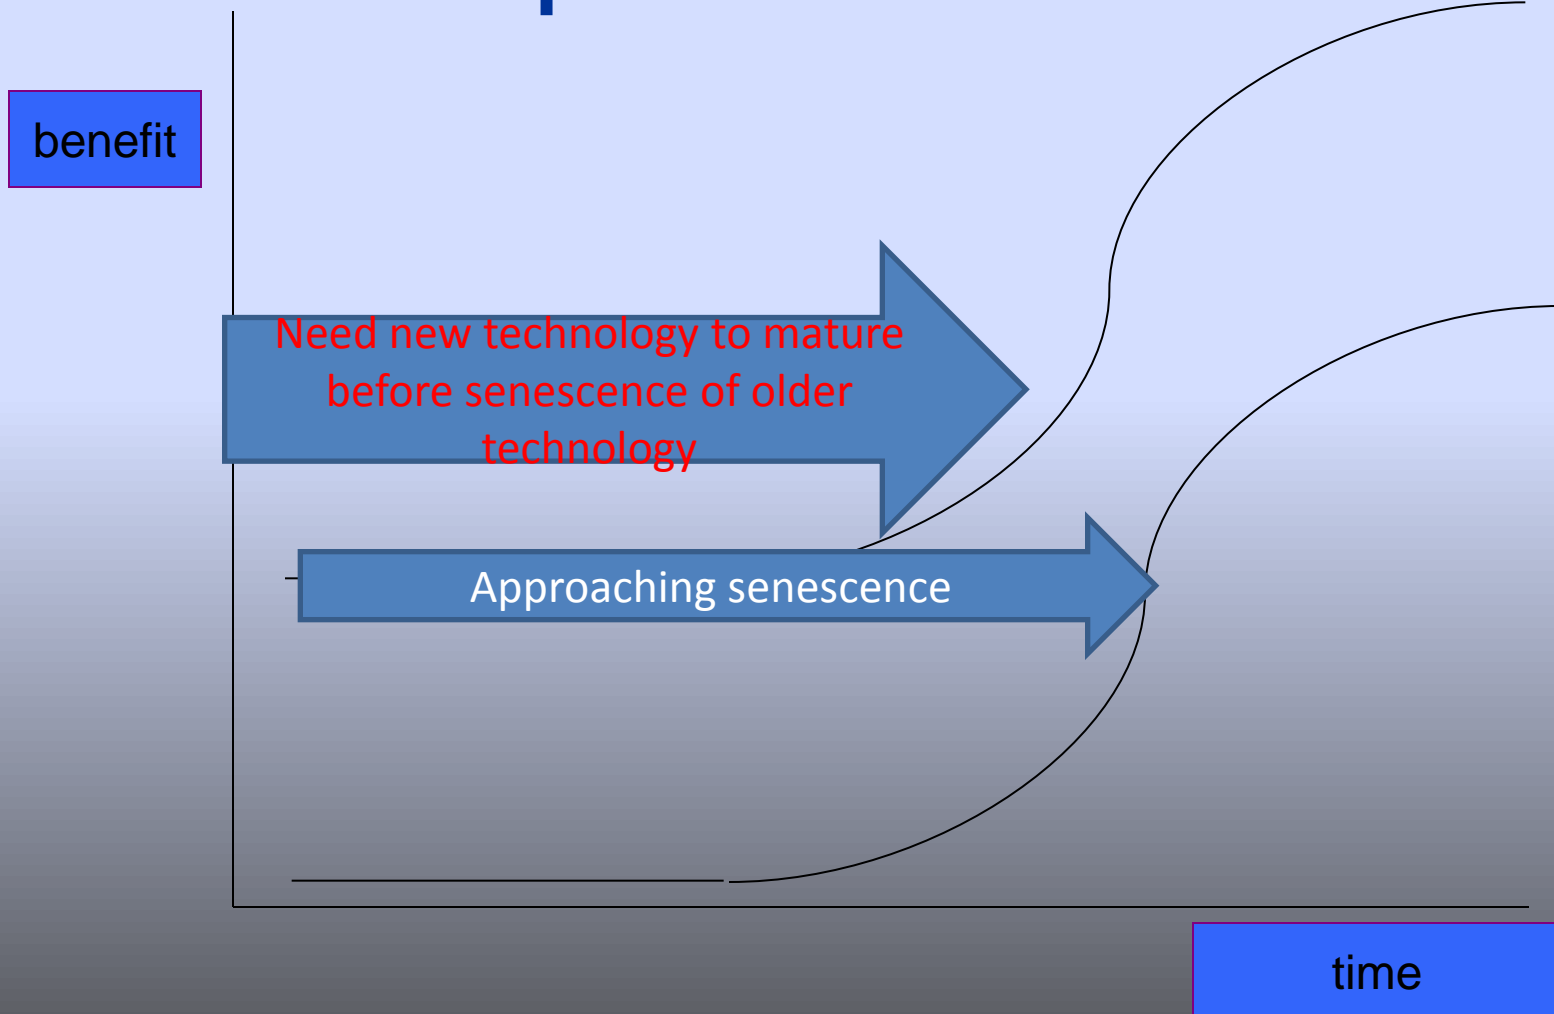 benefit
Need new technology to mature
before senescence of older
technology
Approaching senescence
time